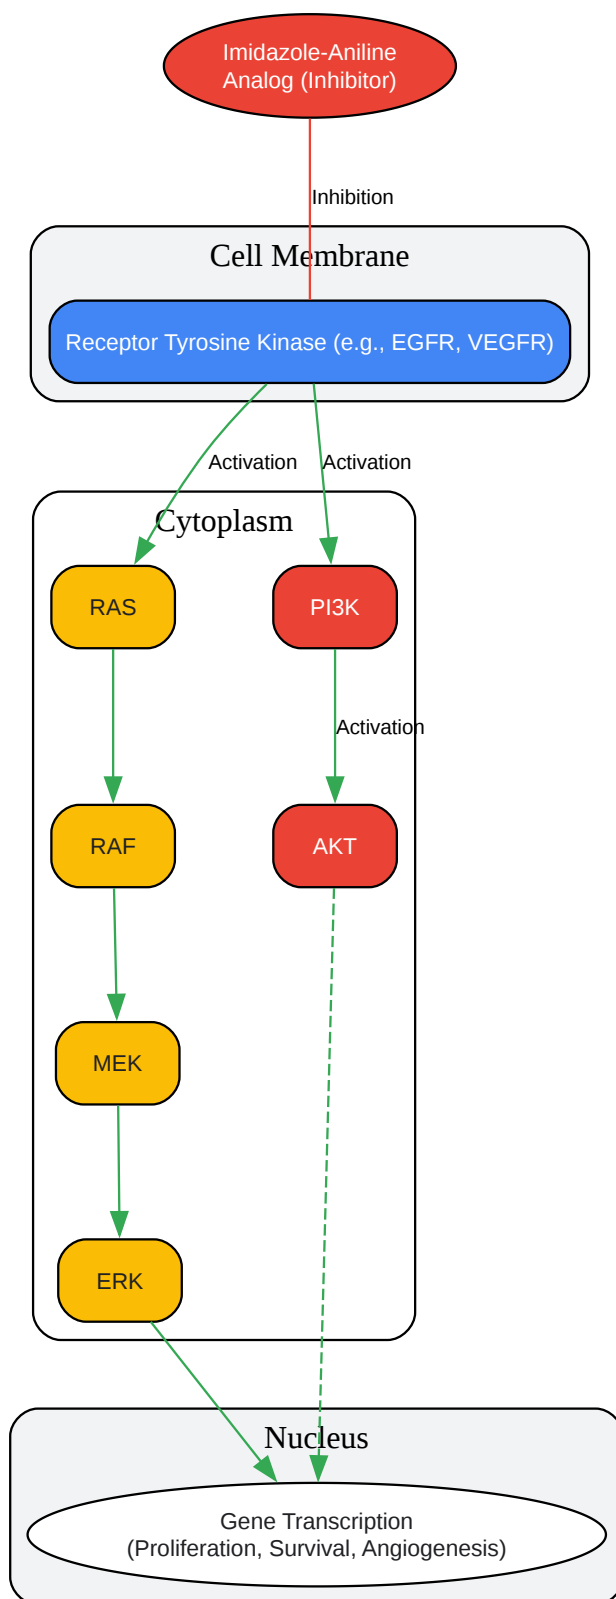 Imidazole-Aniline
Analog (Inhibitor)
Inhibition
Cell Membrane
Receptor Tyrosine Kinase (e.g., EGFR, VEGFR)
Activation
Activation
Cytoplasm
RAS
PI3K
Activation
RAF
AKT
MEK
ERK
Nucleus
Gene Transcription
(Proliferation, Survival, Angiogenesis)